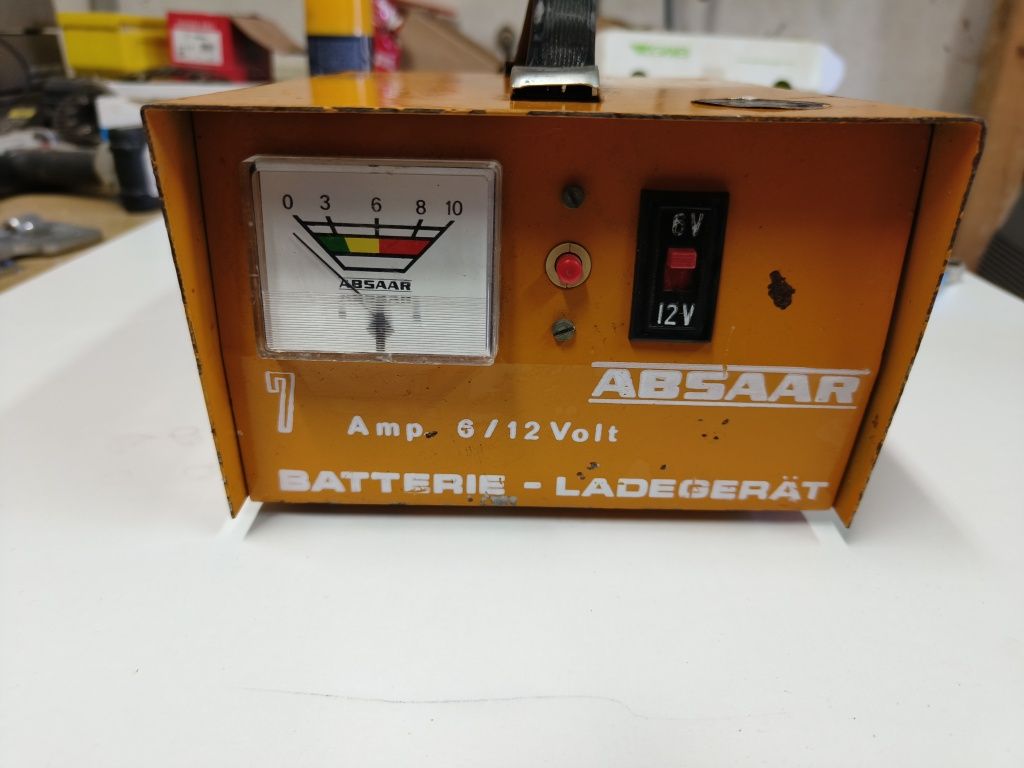 0 3 6 8 10
ABSAAR
6V
12V
ABSAAR
7
Amp. 6/12 Volt
BATTERIE - LADEGERÄT